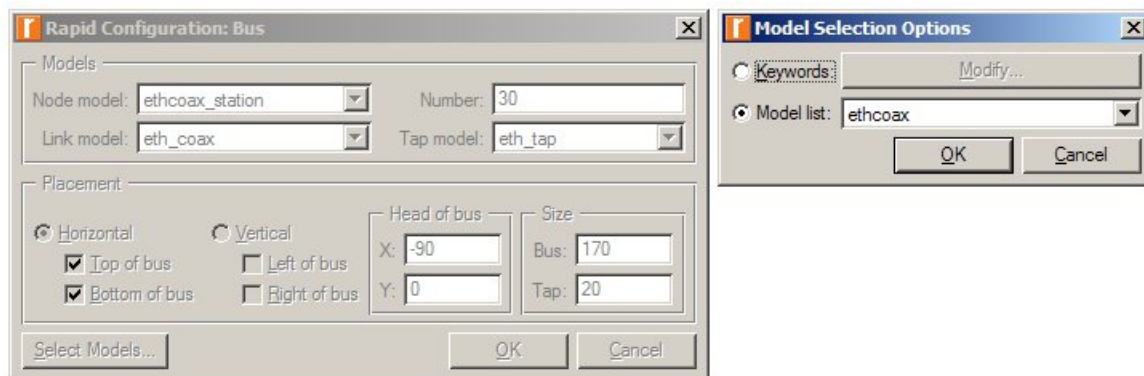 Rapid Configuration: Bus
Models
Node model: ethcoax_station Number: 30
Link model: eth_coax Tap model: eth_tap
Placement
Horizontal Vertical
Top of bus Left of bus
Bottom of bus Right of bus
Head of bus
X: -90
Y: 0
Size
Bus: 170
Tap: 20
Select Models... OK Cancel
Model Selection Options
Keywords: Modify...
Model list: ethcoax
OK Cancel